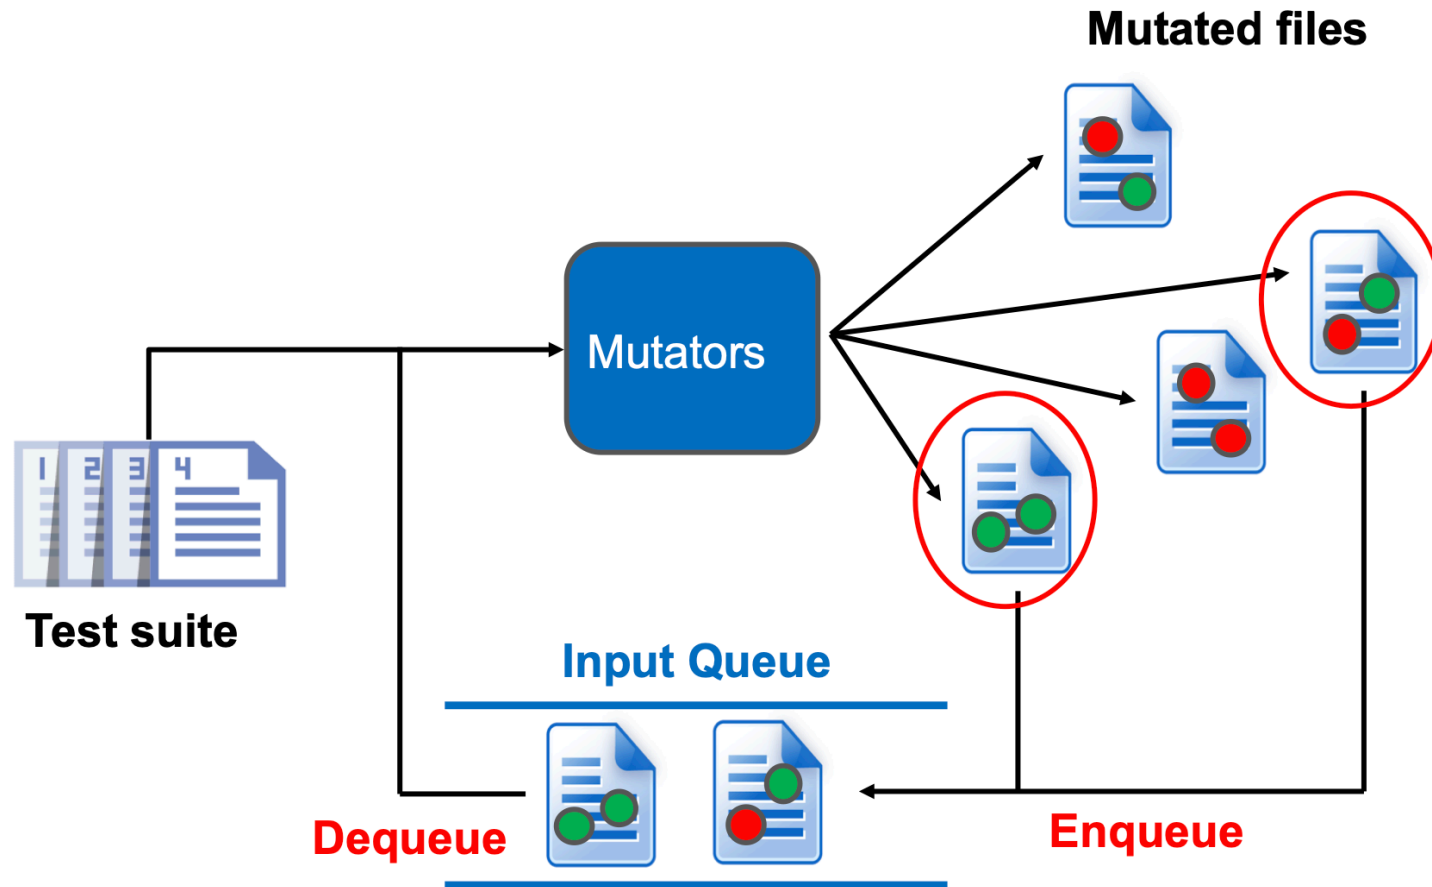 Mutated files
Mutators
1 2 3 4
Test suite
Input Queue
Dequeue
Enqueue